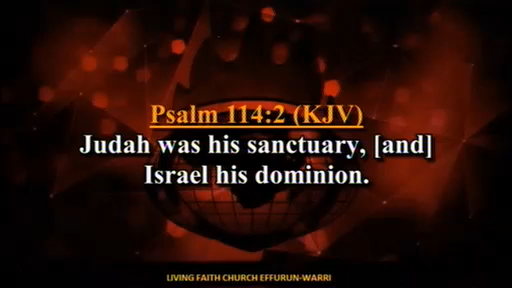 Psalm 114:2 (KJV)
Judah was his sanctuary, [and]
Israel his dominion.
LIVING FAITH CHURCH EFFURUN-WARRI